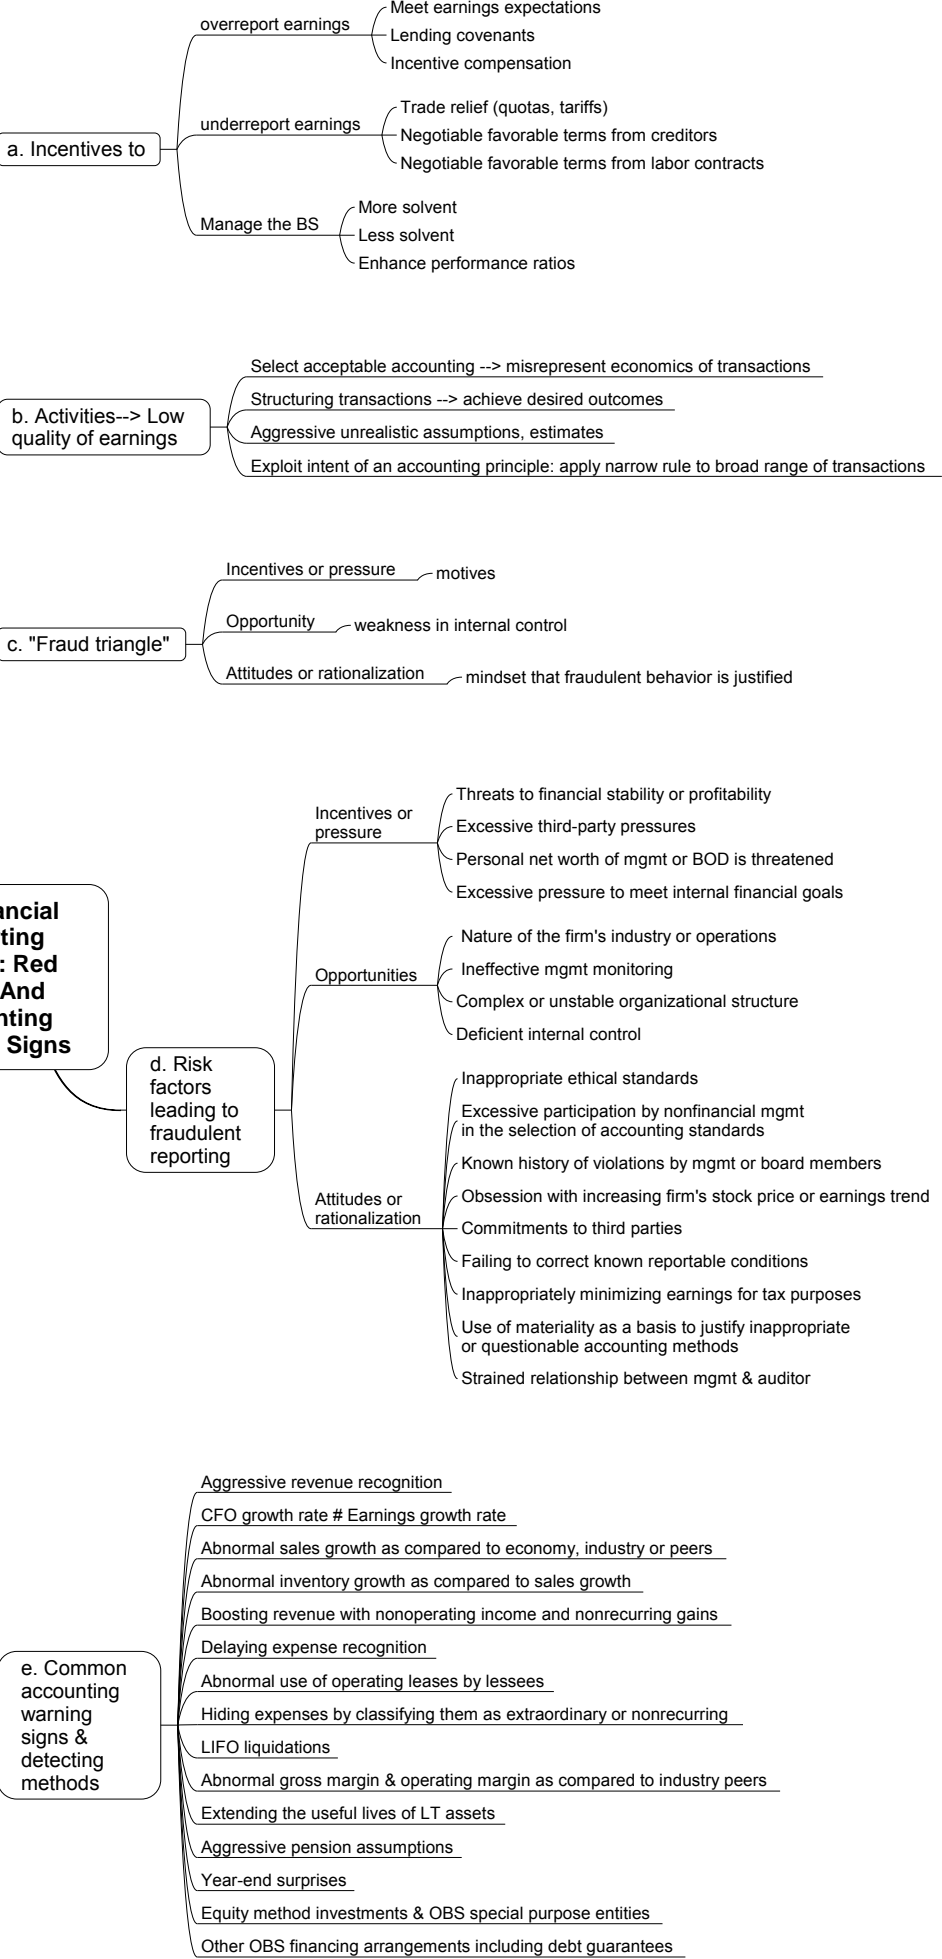 Meet earnings expectations
overreport earnings
Lending covenants
Incentive compensation
Trade relief (quotas, tariffs)
underreport earnings
Negotiable favorable terms from creditors
a. Incentives to
Negotiable favorable terms from labor contracts
More solvent
Manage the BS
Less solvent
Enhance performance ratios
Select acceptable accounting --> misrepresent economics of transactions
Structuring transactions --> achieve desired outcomes
b. Activities--> Low
quality of earnings
Aggressive unrealistic assumptions, estimates
Exploit intent of an accounting principle: apply narrow rule to broad range of transactions
Incentives or pressure
motives
Opportunity
weakness in internal control
c. "Fraud triangle"
Attitudes or rationalization
mindset that fraudulent behavior is justified
Incentives or
pressure
Threats to financial stability or profitability
Excessive third-party pressures
Personal net worth of mgmt or BOD is threatened
Excessive pressure to meet internal financial goals
ancial
ting
: Red
And
nting
Signs
Opportunities
Nature of the firm's industry or operations
Ineffective mgmt monitoring
Complex or unstable organizational structure
Deficient internal control
d. Risk
factors
leading to
fraudulent
reporting
Attitudes or
rationalization
Inappropriate ethical standards
Excessive participation by nonfinancial mgmt
in the selection of accounting standards
Known history of violations by mgmt or board members
Obsession with increasing firm's stock price or earnings trend
Commitments to third parties
Failing to correct known reportable conditions
Inappropriately minimizing earnings for tax purposes
Use of materiality as a basis to justify inappropriate
or questionable accounting methods
Strained relationship between mgmt & auditor
e. Common
accounting
warning
signs &
detecting
methods
Aggressive revenue recognition
CFO growth rate # Earnings growth rate
Abnormal sales growth as compared to economy, industry or peers
Abnormal inventory growth as compared to sales growth
Boosting revenue with nonoperating income and nonrecurring gains
Delaying expense recognition
Abnormal use of operating leases by lessees
Hiding expenses by classifying them as extraordinary or nonrecurring
LIFO liquidations
Abnormal gross margin & operating margin as compared to industry peers
Extending the useful lives of LT assets
Aggressive pension assumptions
Year-end surprises
Equity method investments & OBS special purpose entities
Other OBS financing arrangements including debt guarantees